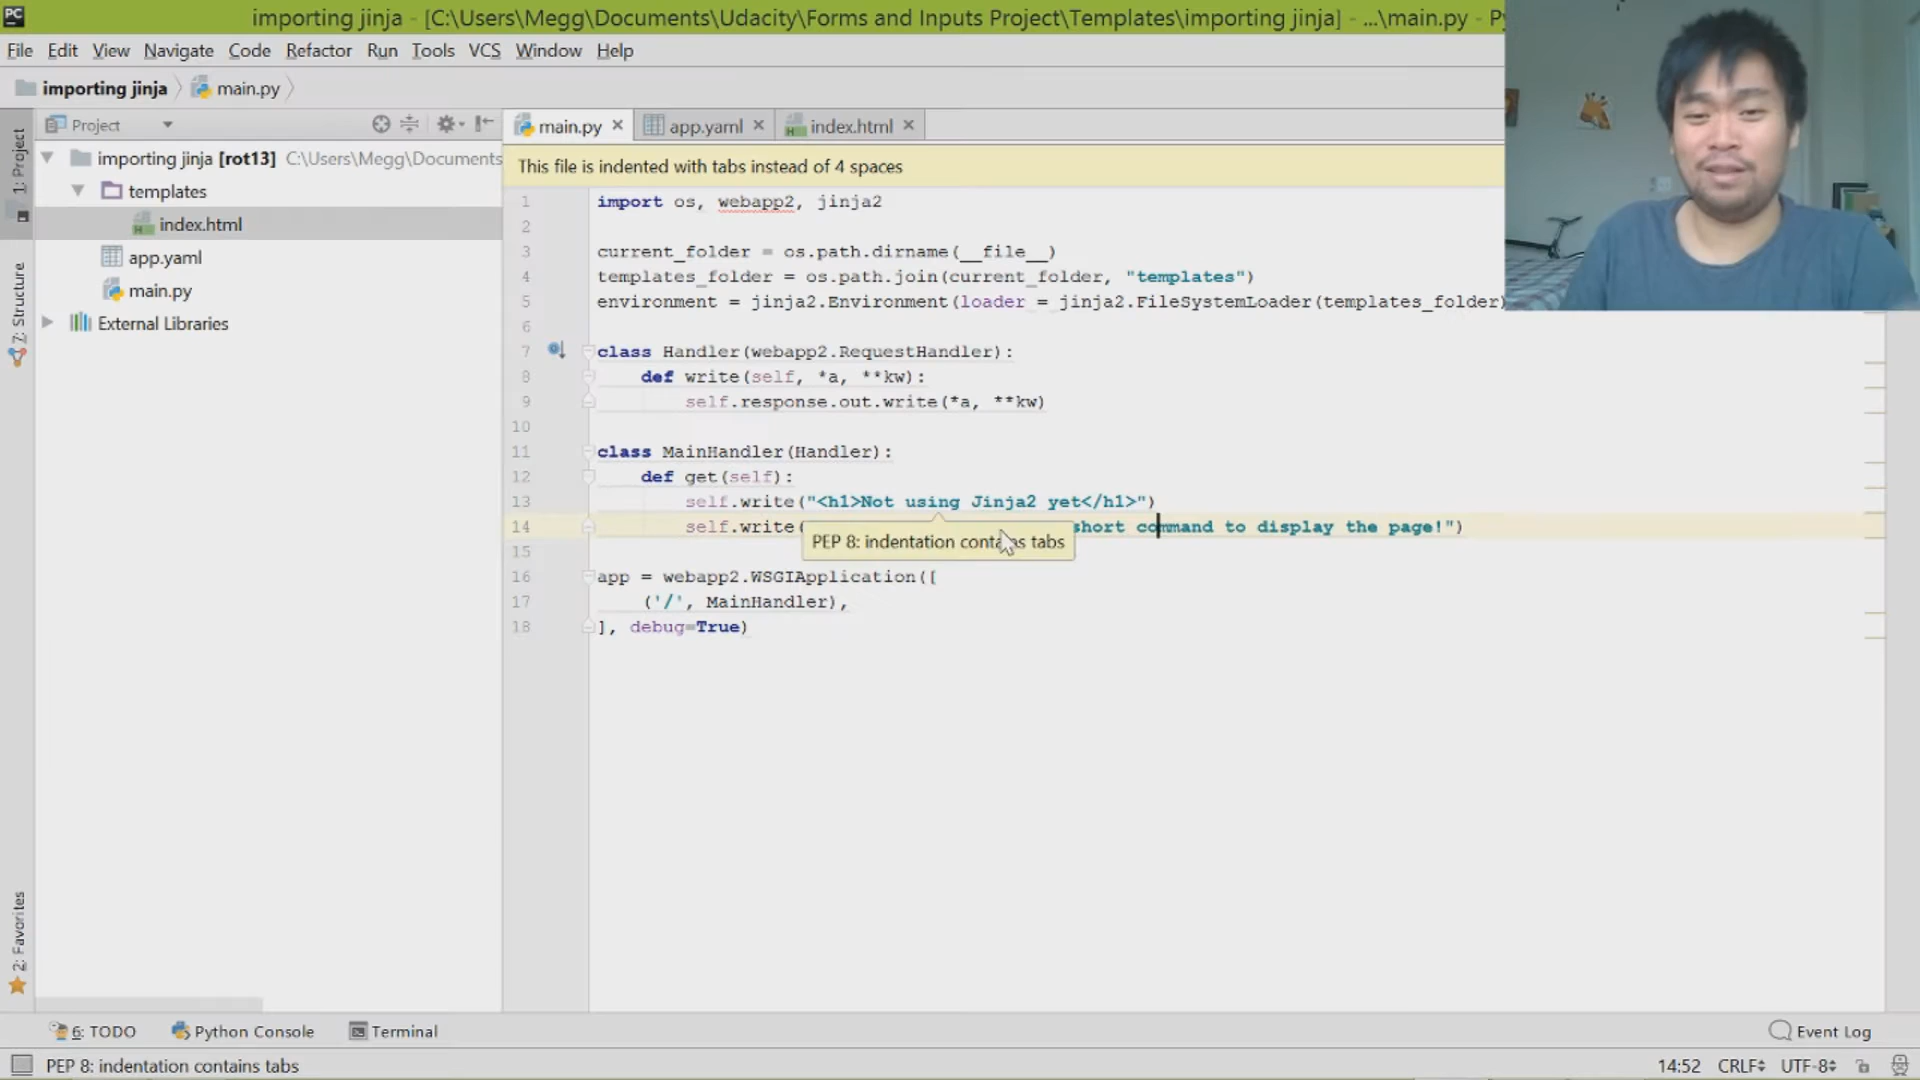 PC importing jinja - [C:\Users\Megg\Documents\Udacity\Forms and Inputs Project\Templates\importing jinja] - ...\main.py -
File Edit View Navigate Code Refactor Run Tools VCS Window Help
importing jinja main.py
1: Project
7: Structure
2: Favorites
Project
importing jinja [rot13] C:\Users\Megg\Documents
templates
index.html
app.yaml
main.py
External Libraries
main.py app.yaml index.html
This file is indented with tabs instead of 4 spaces
1 import os, webapp2, jinja2
2
3 current_folder = os.path.dirname(__file__)
4 templates_folder = os.path.join(current_folder, "templates")
5 environment = jinja2.Environment(loader = jinja2.FileSystemLoader(templates_folder)
6
7 class Handler(webapp2.RequestHandler):
8 def write(self, *a, **kw):
9 self.response.out.write(*a, **kw)
10
11 class MainHandler(Handler):
12 def get(self):
13 self.write("<h1>Not using Jinja2 yet</h1>")
14 self.write( short command to display the page!")
PEP 8: indentation contains tabs
15
16 app = webapp2.WSGIApplication([
17 ('/', MainHandler),
18 ], debug=True)
6: TODO Python Console Terminal Event Log
PEP 8: indentation contains tabs 14:52 CRLF UTF-8